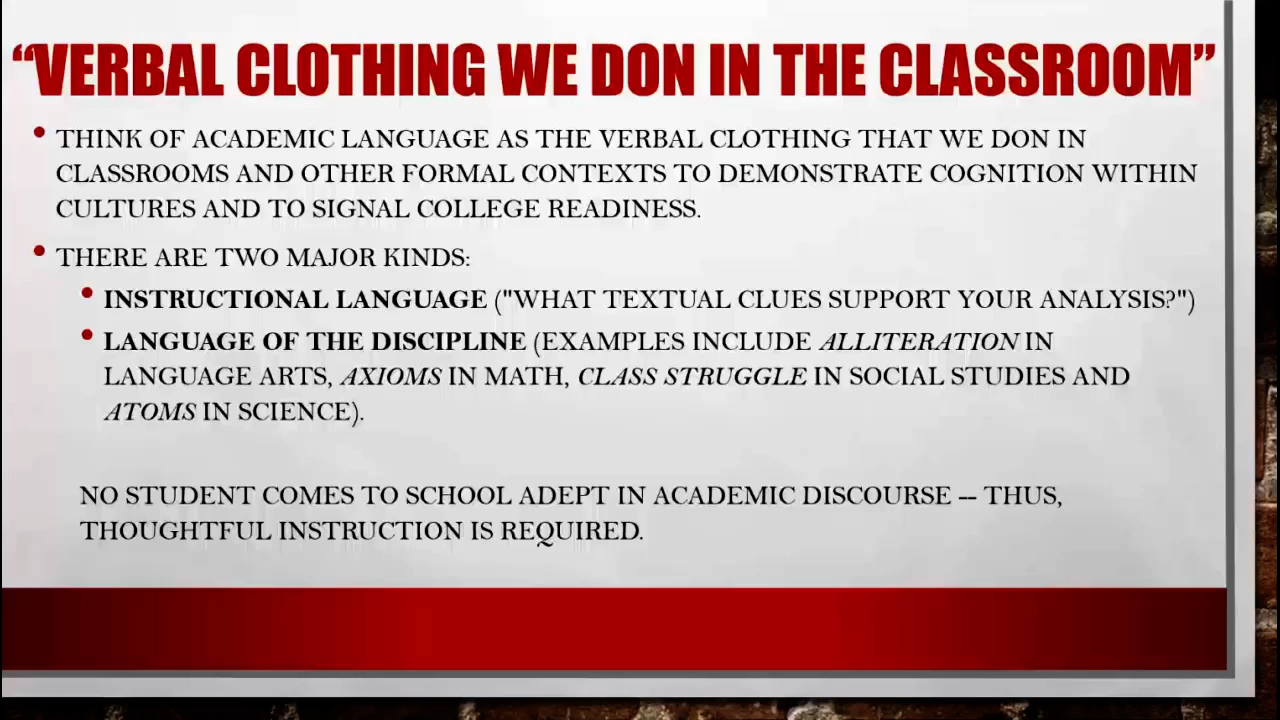 “VERBAL CLOTHING WE DON IN THE CLASSROOM”
• THINK OF ACADEMIC LANGUAGE AS THE VERBAL CLOTHING THAT WE DON IN
CLASSROOMS AND OTHER FORMAL CONTEXTS TO DEMONSTRATE COGNITION WITHIN
CULTURES AND TO SIGNAL COLLEGE READINESS.
• THERE ARE TWO MAJOR KINDS:
• INSTRUCTIONAL LANGUAGE ("WHAT TEXTUAL CLUES SUPPORT YOUR ANALYSIS?")
• LANGUAGE OF THE DISCIPLINE (EXAMPLES INCLUDE ALLITERATION IN
LANGUAGE ARTS, AXIOMS IN MATH, CLASS STRUGGLE IN SOCIAL STUDIES AND
ATOMS IN SCIENCE).
NO STUDENT COMES TO SCHOOL ADEPT IN ACADEMIC DISCOURSE -- THUS,
THOUGHTFUL INSTRUCTION IS REQUIRED.